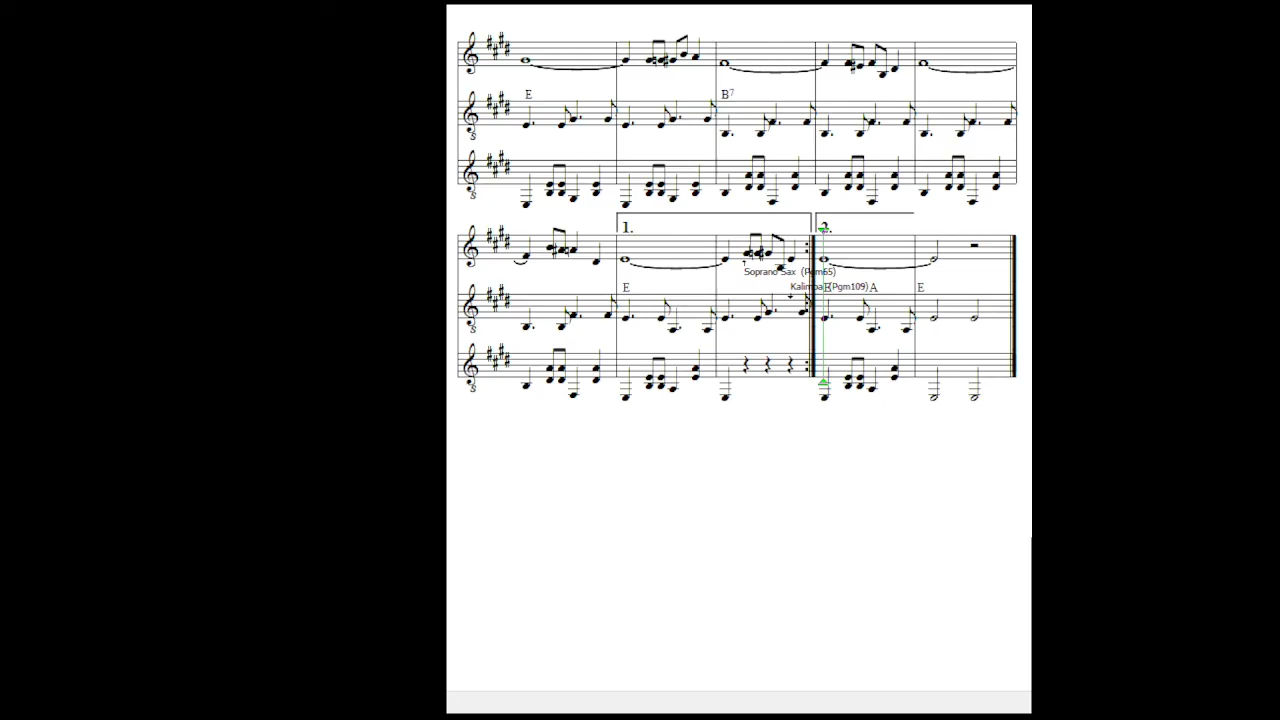 E
B7
1.
2.
Soprano Sax (Pgm65)
Kalimba (Pgm109)
E
E
A
E